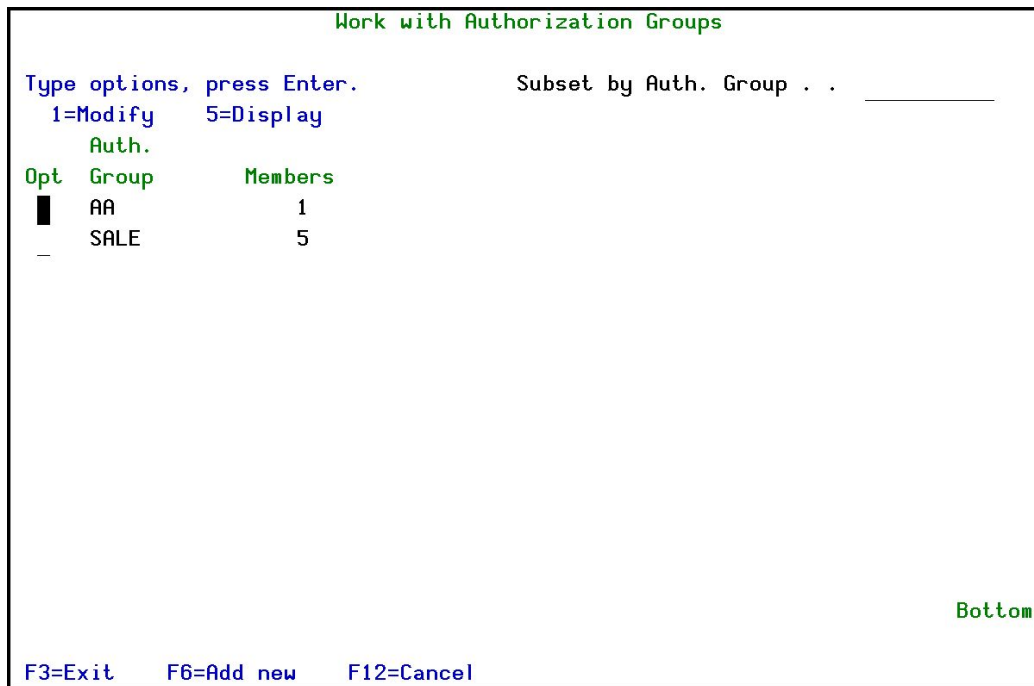 Work with Authorization Groups
Type options, press Enter. Subset by Auth. Group . .
1=Modify 5=Display
Auth.
Opt Group Members
AA 1
SALE 5
Bottom
F3=Exit F6=Add new F12=Cancel